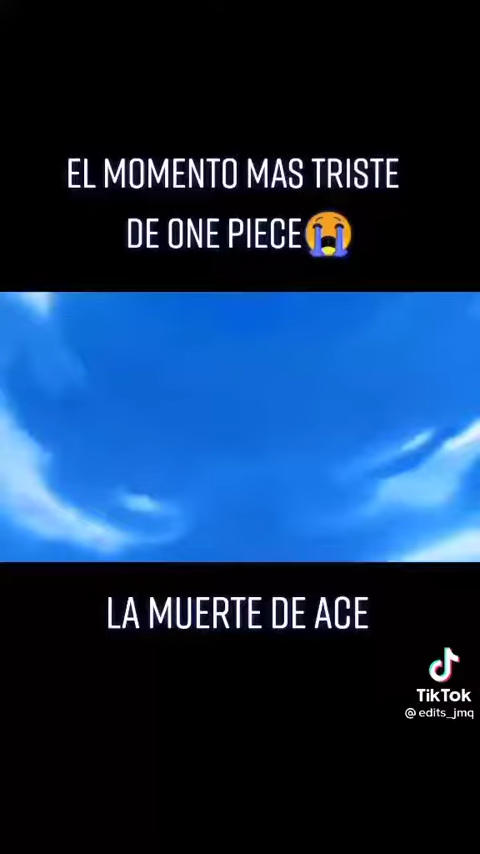 EL MOMENTO MAS TRISTE
DE ONE PIECE😭
LA MUERTE DE ACE
TikTok
@edits_jmq